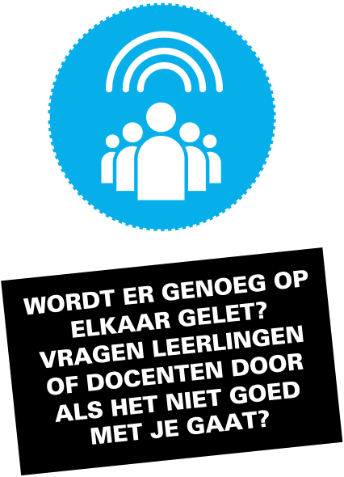 WORDT ER GENOEG OP
ELKAAR GELET?
VRAGEN LEERLINGEN
OF DOCENTEN DOOR
ALS HET NIET GOED
MET JE GAAT?